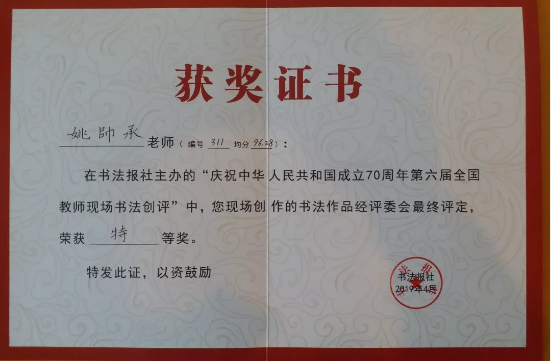 获奖证书
姚帥承老师（编号 311 均分 96.28）：
在书法报社主办的“庆祝中华人民共和国成立70周年第六届全国
教师现场书法创评”中，您现场创作的书法作品经评委会最终评定，
荣获 特 等奖。
特发此证，以资鼓励
书法报社
2019年4月